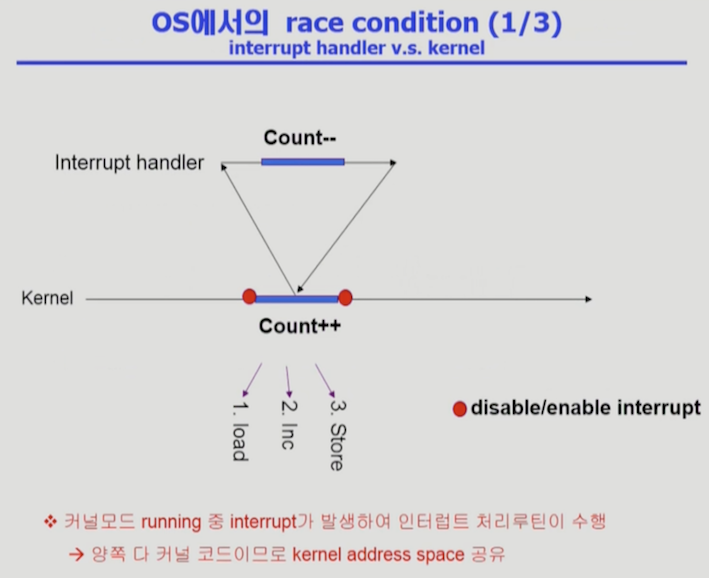 OS에서의 race condition (1/3)
interrupt handler v.s. kernel
Count--
Interrupt handler
Kernel
Count++
1. load
2. Inc
3. Store
disable/enable interrupt
❖ 커널모드 running 중 interrupt가 발생하여 인터럽트 처리루틴이 수행
→ 양쪽 다 커널 코드이므로 kernel address space 공유